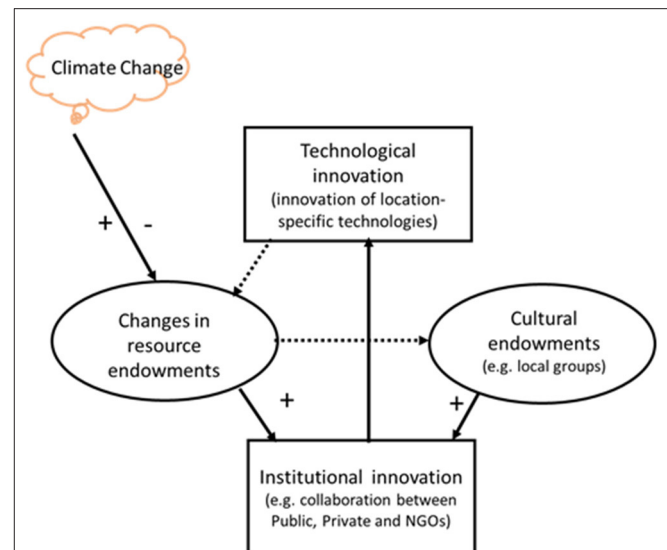 Climate Change
Technological
innovation
(innovation of location-
specific technologies)
+ -
Changes in
resource
endowments
Cultural
endowments
(e.g. local groups)
+
+
Institutional innovation
(e.g. collaboration between
Public, Private and NGOs)